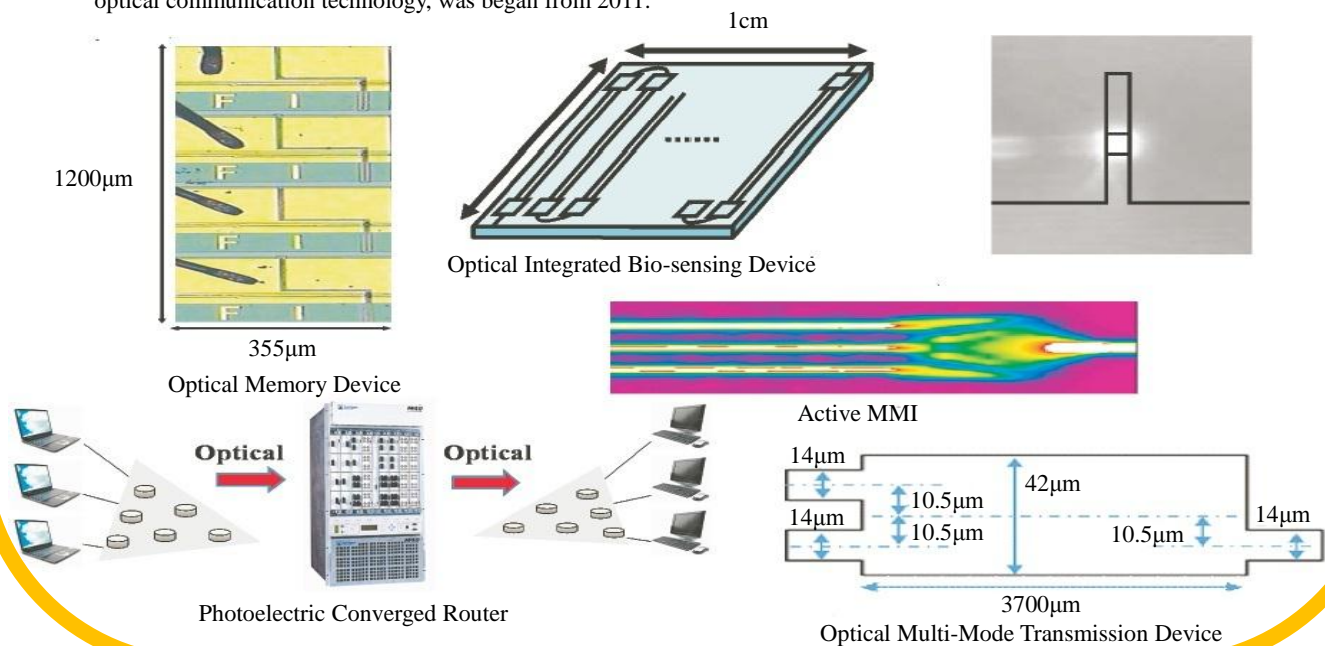 optical communication technology, was began from 2011.
1cm
1200μm
F I
F I
F I
F I
355μm
Optical Memory Device
Optical Integrated Bio-sensing Device
Active MMI
Optical
Optical
Photoelectric Converged Router
14μm
10.5μm
42μm
14μm
10.5μm
10.5μm
14μm
3700μm
Optical Multi-Mode Transmission Device